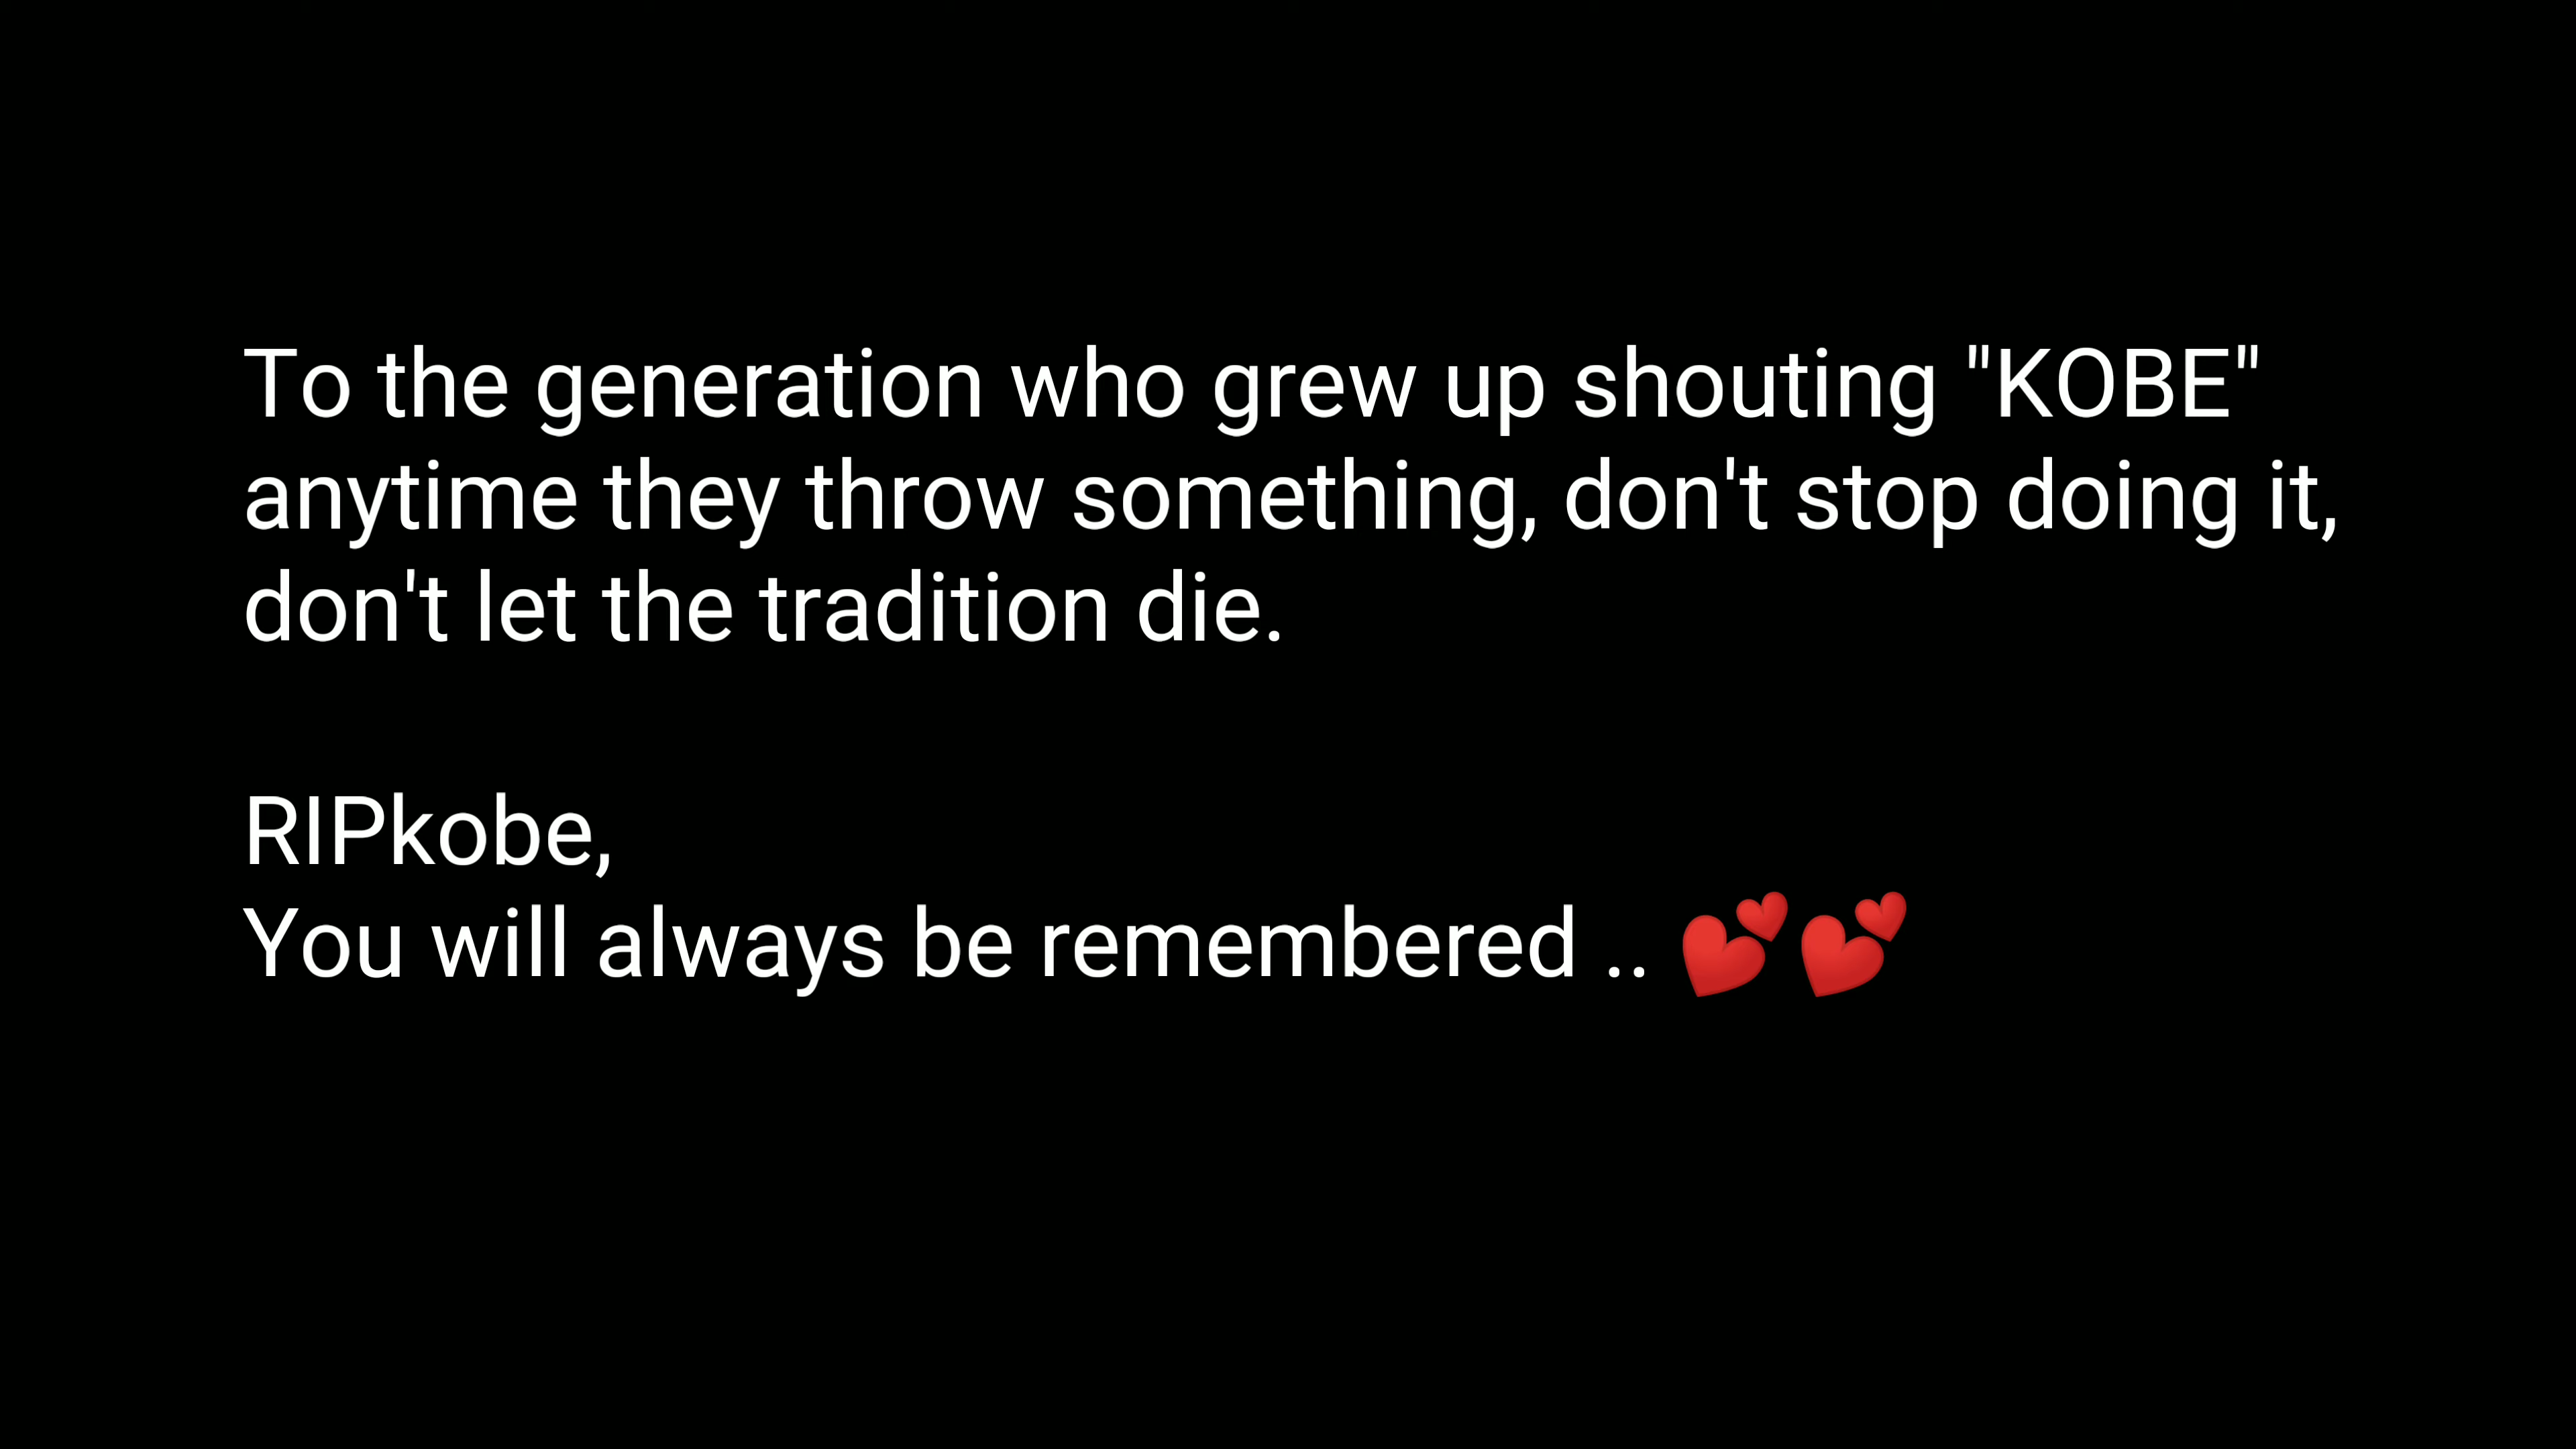 To the generation who grew up shouting "KOBE"
anytime they throw something, don't stop doing it,
don't let the tradition die.
RIPkobe,
You will always be remembered .. 💕💕